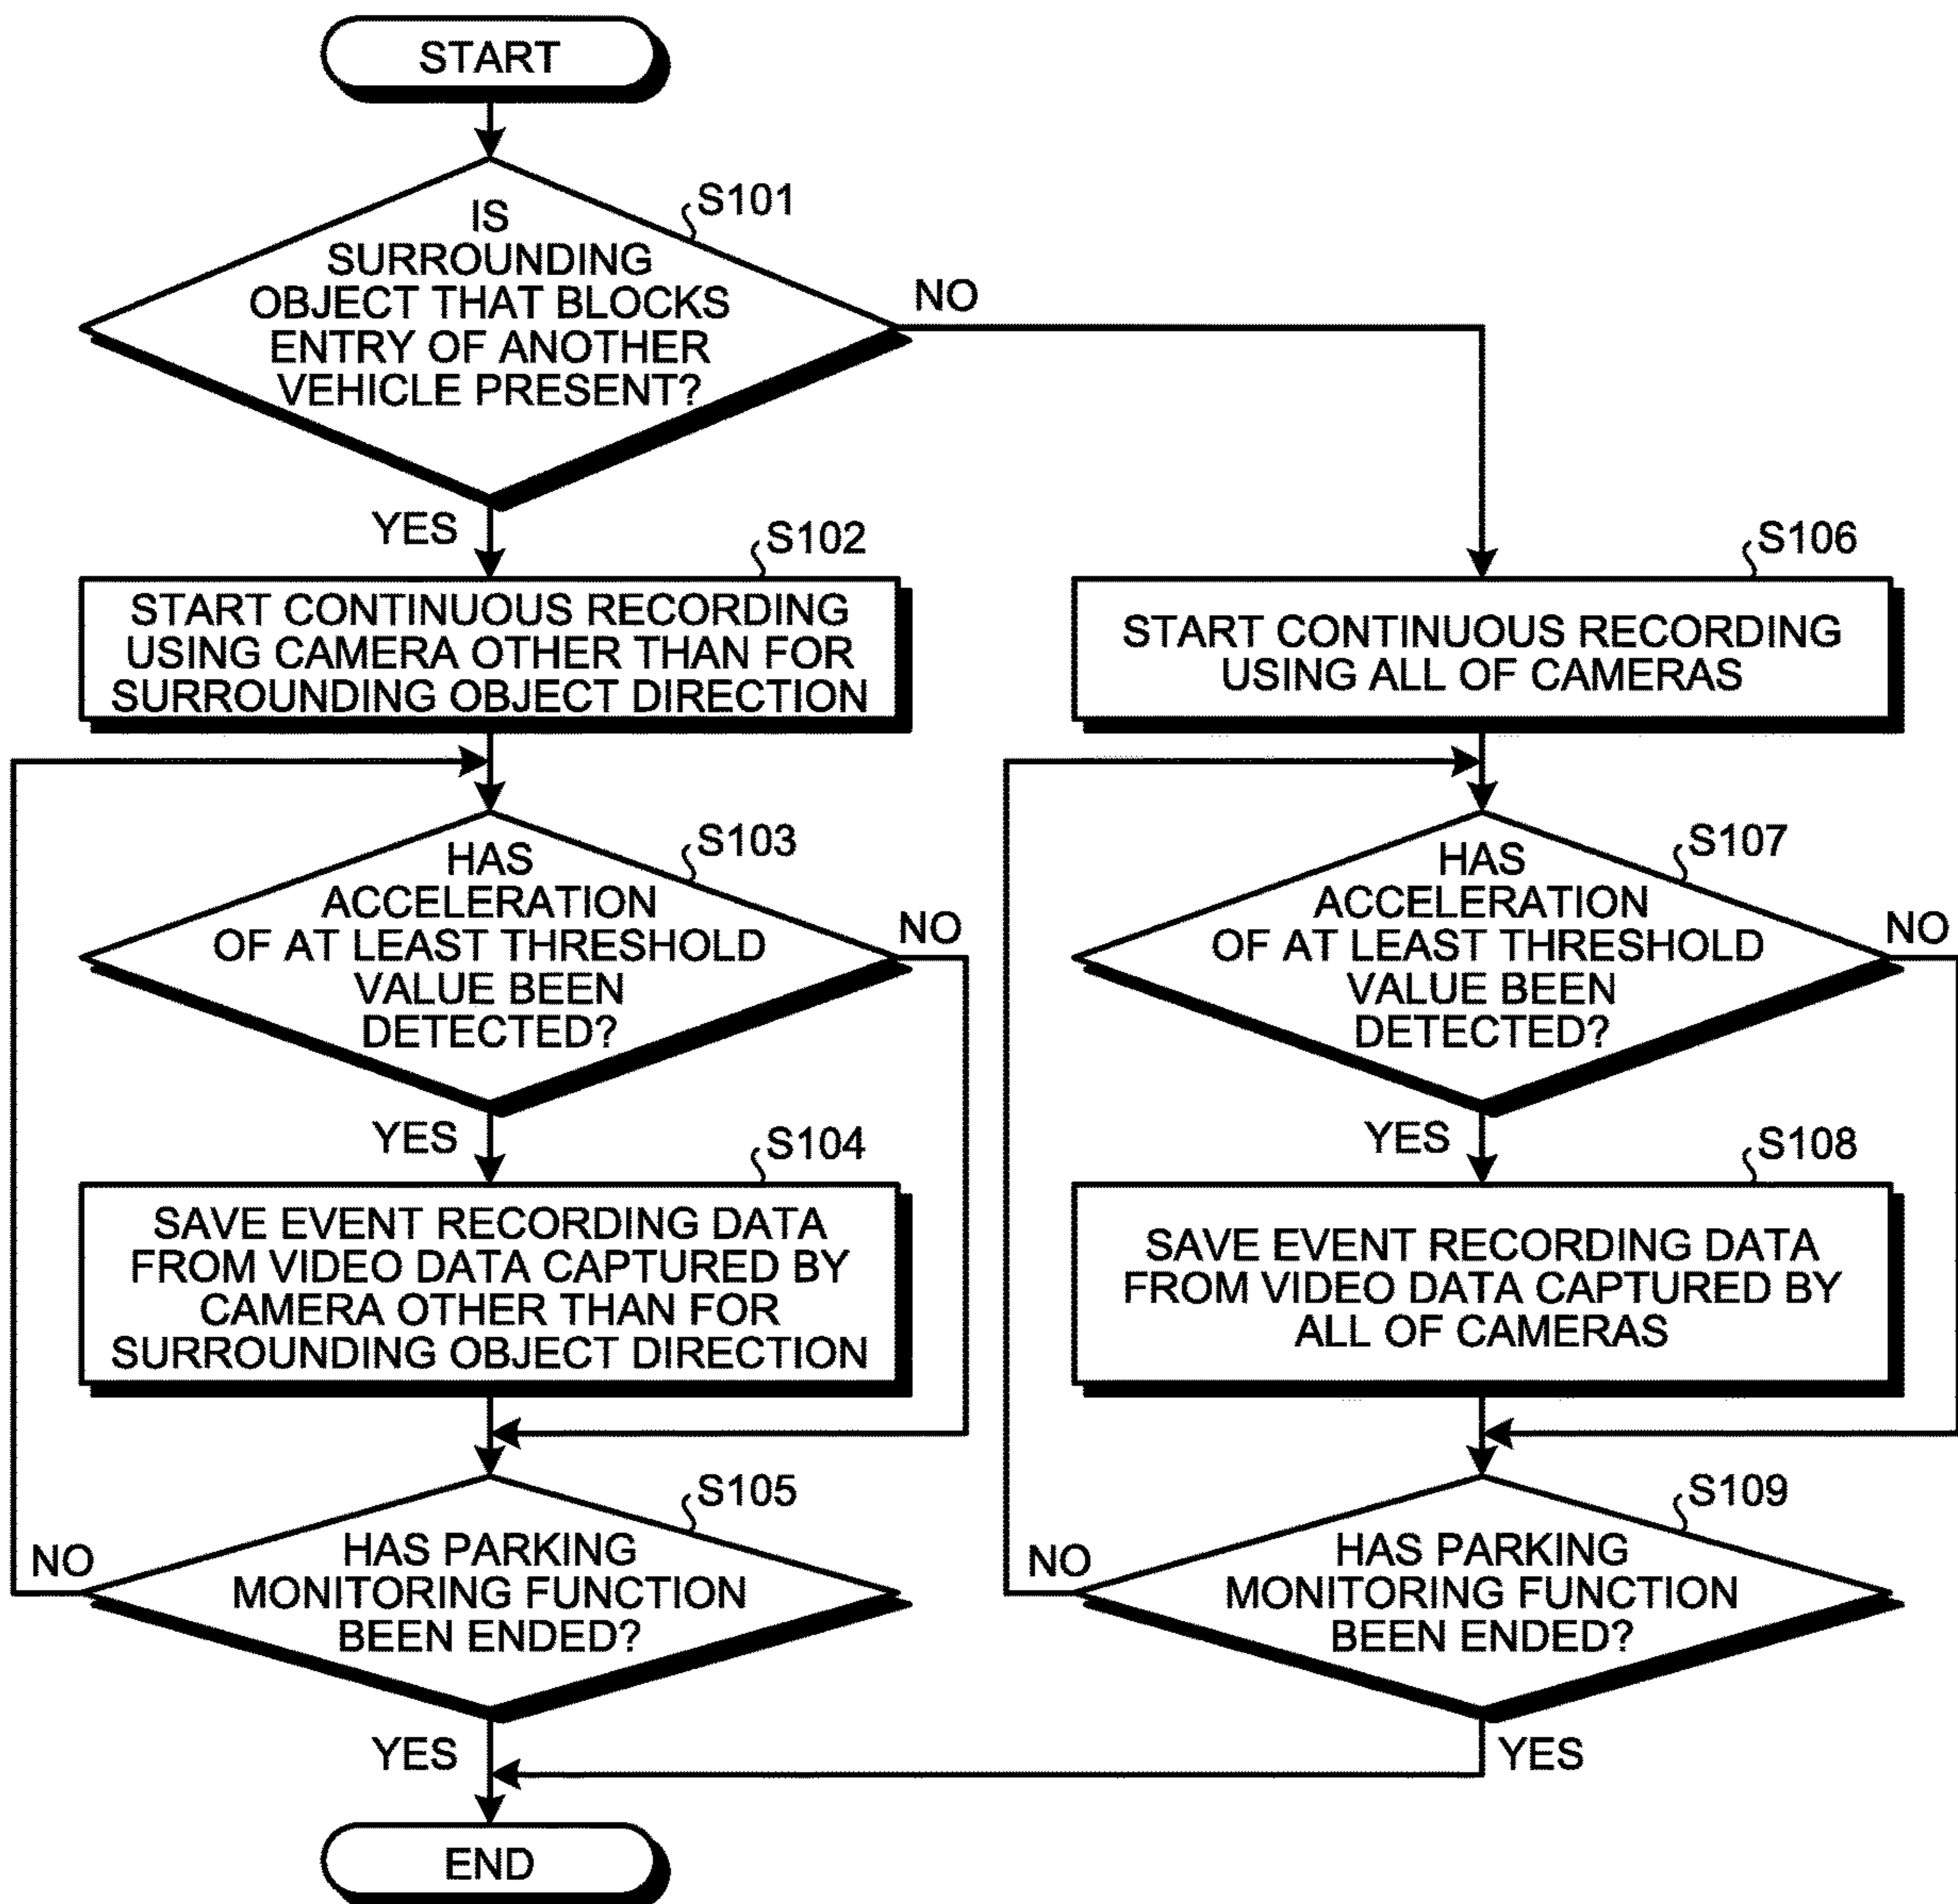 START
S101
IS
SURROUNDING
OBJECT THAT BLOCKS
ENTRY OF ANOTHER
VEHICLE PRESENT?
NO
YES
S102
START CONTINUOUS RECORDING
USING CAMERA OTHER THAN FOR
SURROUNDING OBJECT DIRECTION
S103
HAS
ACCELERATION
OF AT LEAST THRESHOLD
VALUE BEEN
DETECTED?
NO
YES
S104
SAVE EVENT RECORDING DATA
FROM VIDEO DATA CAPTURED BY
CAMERA OTHER THAN FOR
SURROUNDING OBJECT DIRECTION
S105
HAS PARKING
MONITORING FUNCTION
BEEN ENDED?
NO
YES
S106
START CONTINUOUS RECORDING
USING ALL OF CAMERAS
S107
HAS
ACCELERATION
OF AT LEAST THRESHOLD
VALUE BEEN
DETECTED?
NO
YES
S108
SAVE EVENT RECORDING DATA
FROM VIDEO DATA CAPTURED BY
ALL OF CAMERAS
S109
HAS PARKING
MONITORING FUNCTION
BEEN ENDED?
NO
YES
END